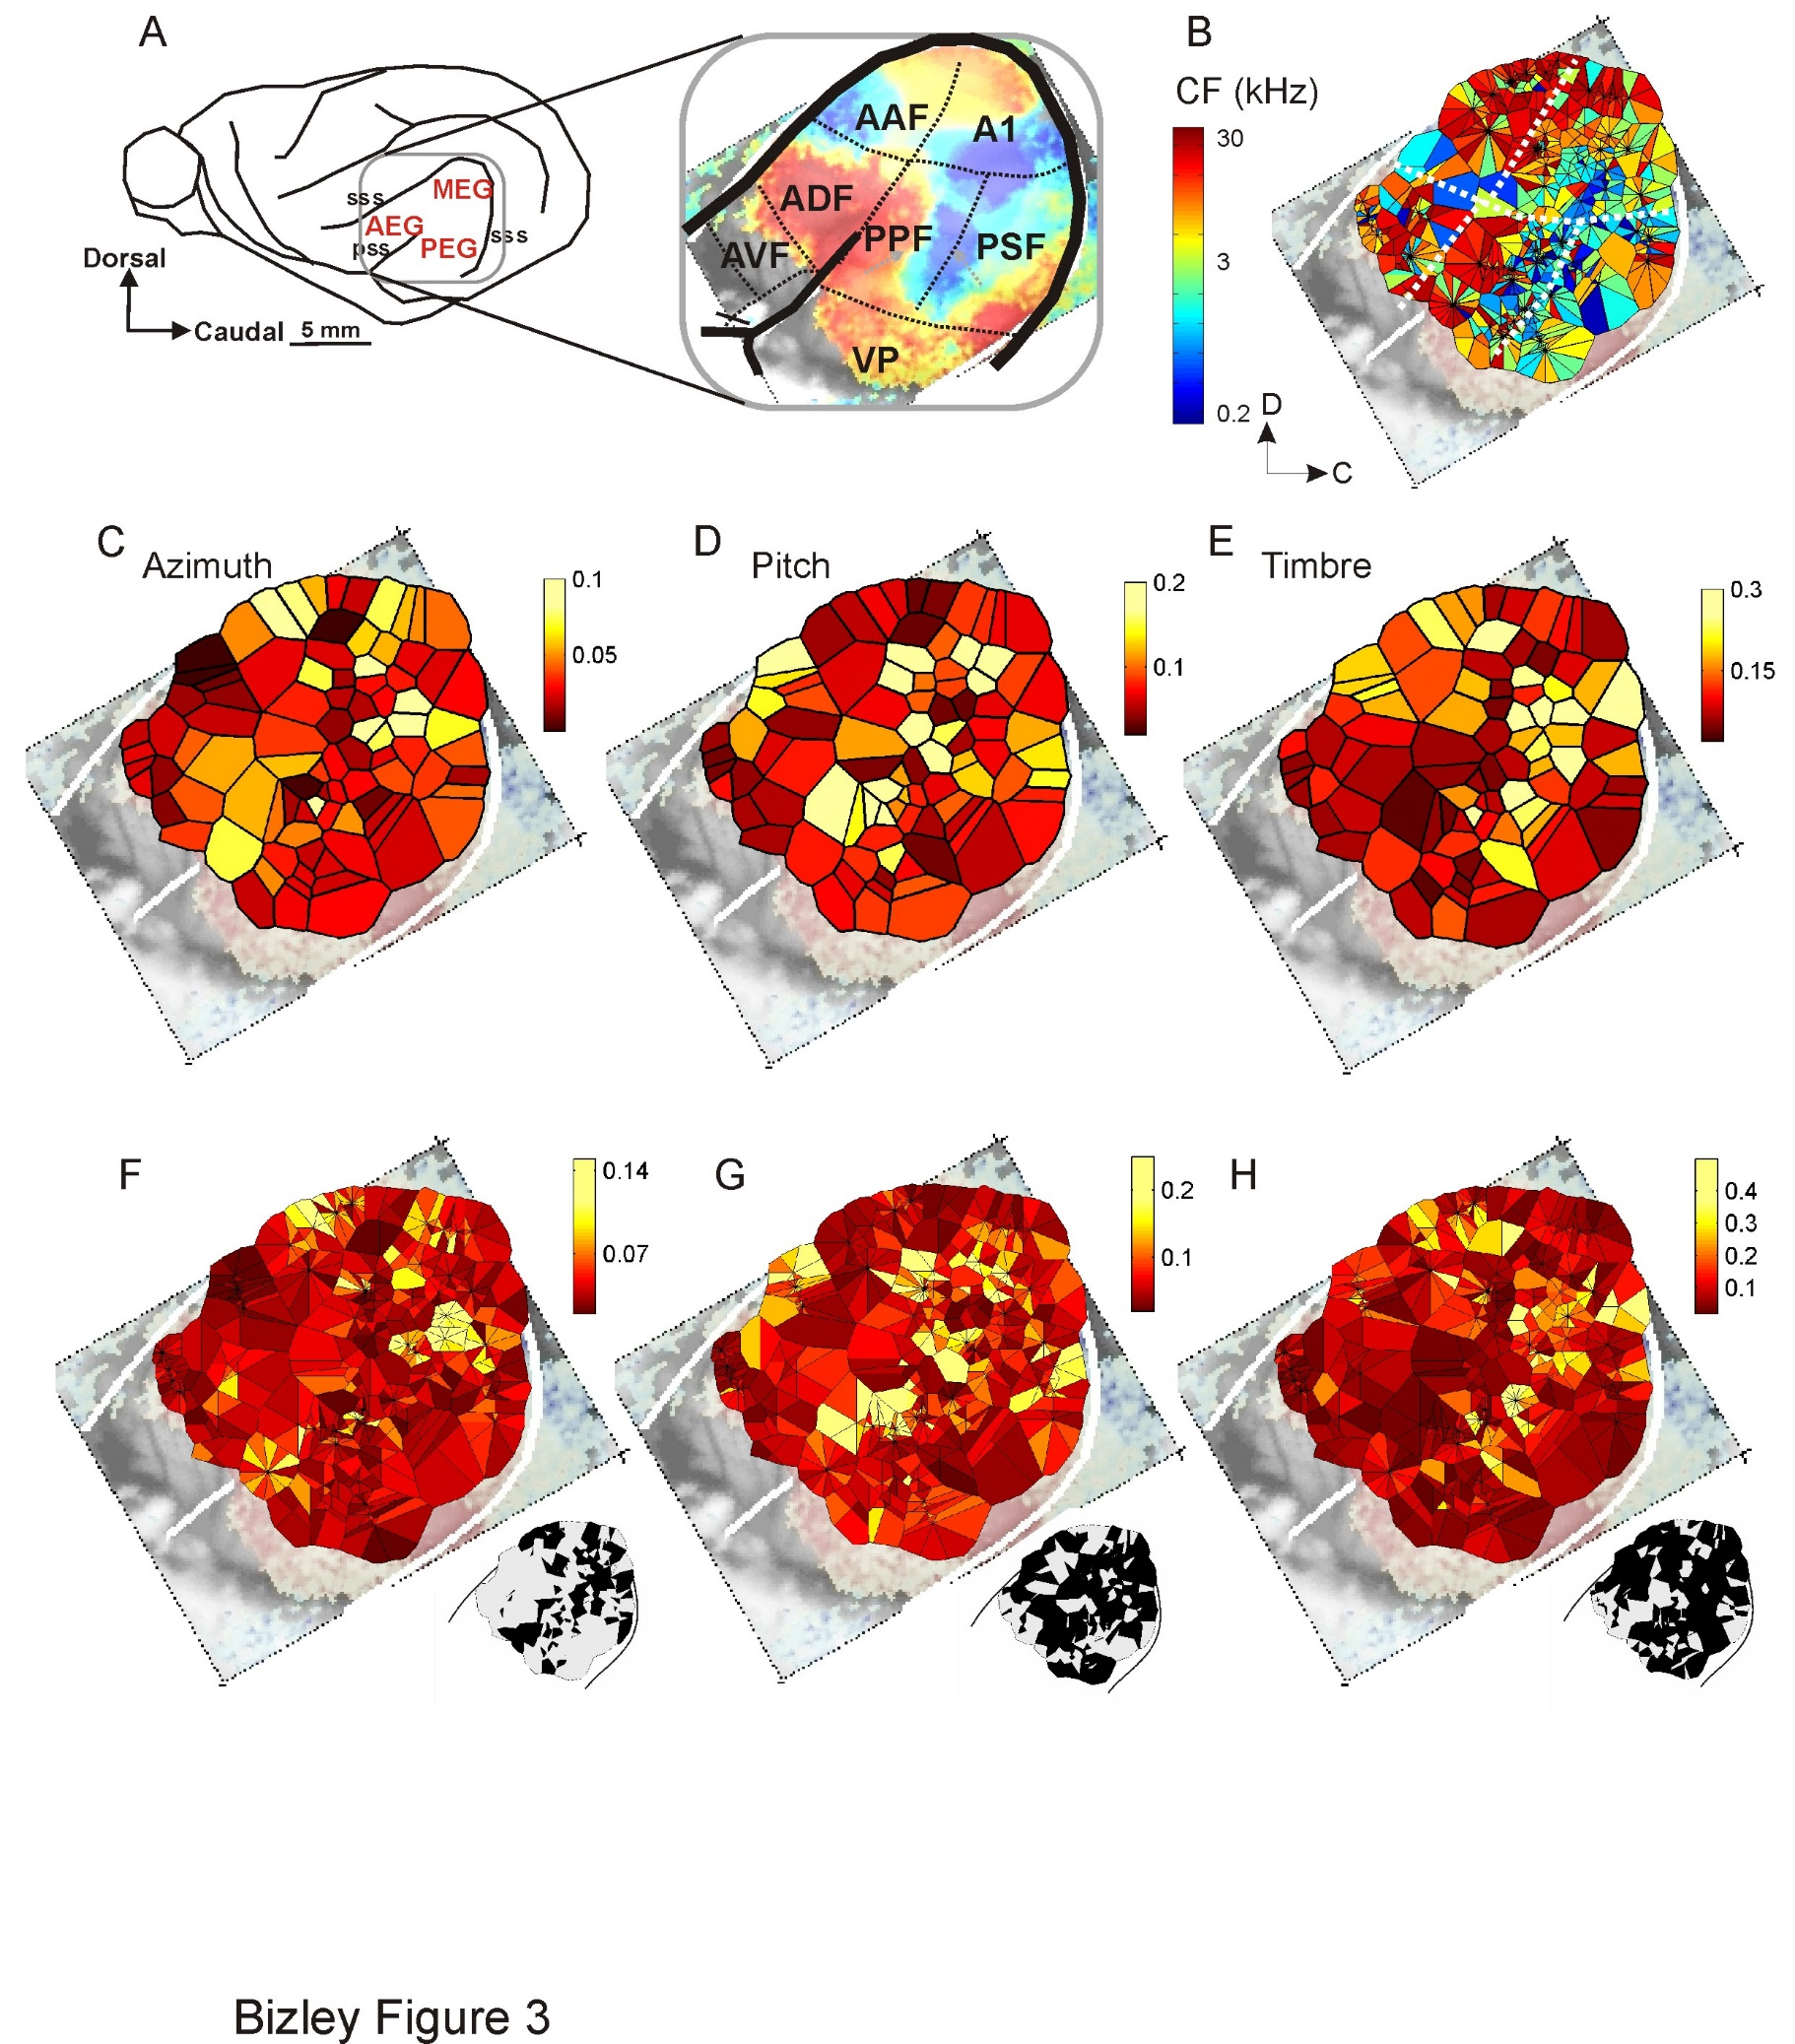 A
MEG
sss
AEG
sss
pss
PEG
Dorsal
Caudal 5 mm
AAF
A1
ADF
PPF
PSF
AVF
VP
B
CF (kHz)
30
3
0.2
D
C
C
Azimuth
0.1
0.05
D
Pitch
0.2
0.1
E
Timbre
0.3
0.15
F
0.14
0.07
G
0.2
0.1
H
0.4
0.3
0.2
0.1
Bizley Figure 3